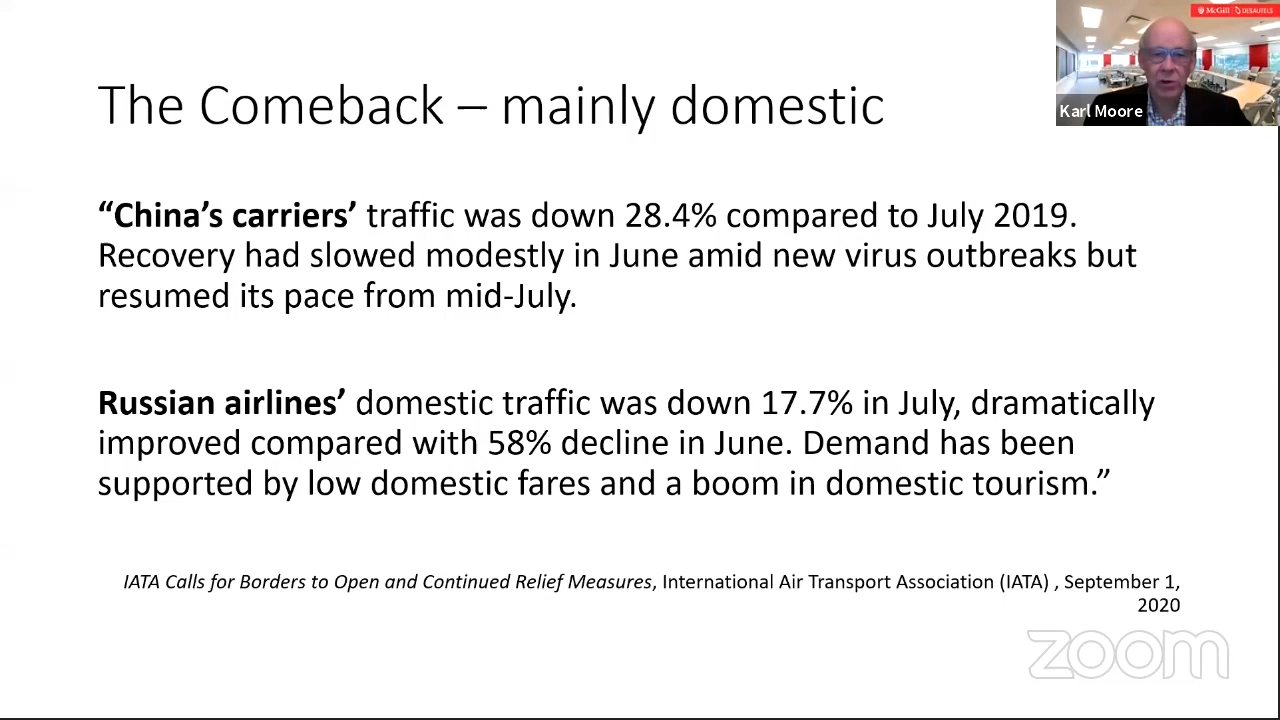 McGill DESAUTELS
Karl Moore
The Comeback – mainly domestic
“China’s carriers’ traffic was down 28.4% compared to July 2019.
Recovery had slowed modestly in June amid new virus outbreaks but
resumed its pace from mid-July.
Russian airlines’ domestic traffic was down 17.7% in July, dramatically
improved compared with 58% decline in June. Demand has been
supported by low domestic fares and a boom in domestic tourism.”
IATA Calls for Borders to Open and Continued Relief Measures, International Air Transport Association (IATA) , September 1,
2020
zoom